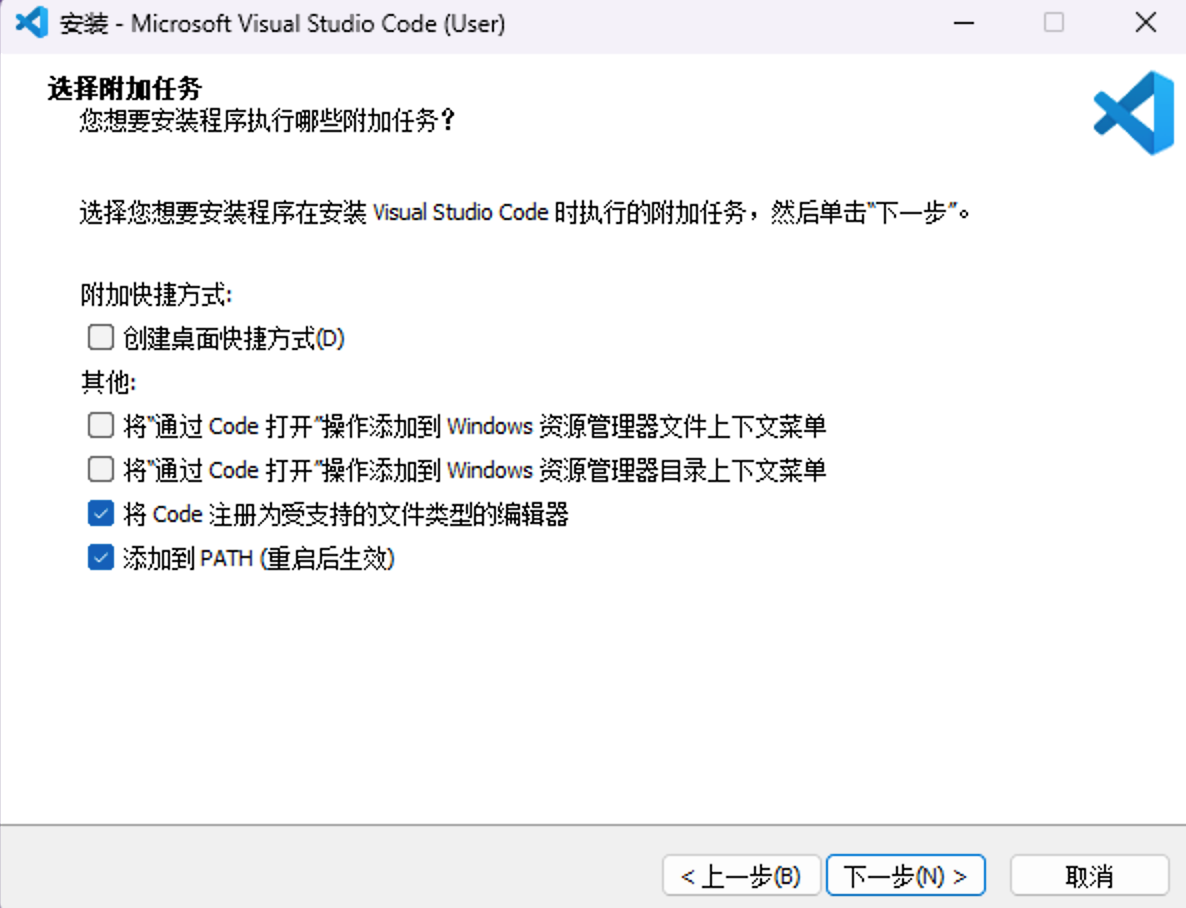 安装 - Microsoft Visual Studio Code (User)
选择附加任务
您想要安装程序执行哪些附加任务？
选择您想要安装程序在安装 Visual Studio Code 时执行的附加任务，然后单击“下一步”。
附加快捷方式:
创建桌面快捷方式(D)
其他:
将“通过 Code 打开“操作添加到 Windows 资源管理器文件上下文菜单
将“通过 Code 打开“操作添加到 Windows 资源管理器目录上下文菜单
将 Code 注册为受支持的文件类型的编辑器
添加到 PATH (重启后生效)
< 上一步(B) 下一步(N) > 取消